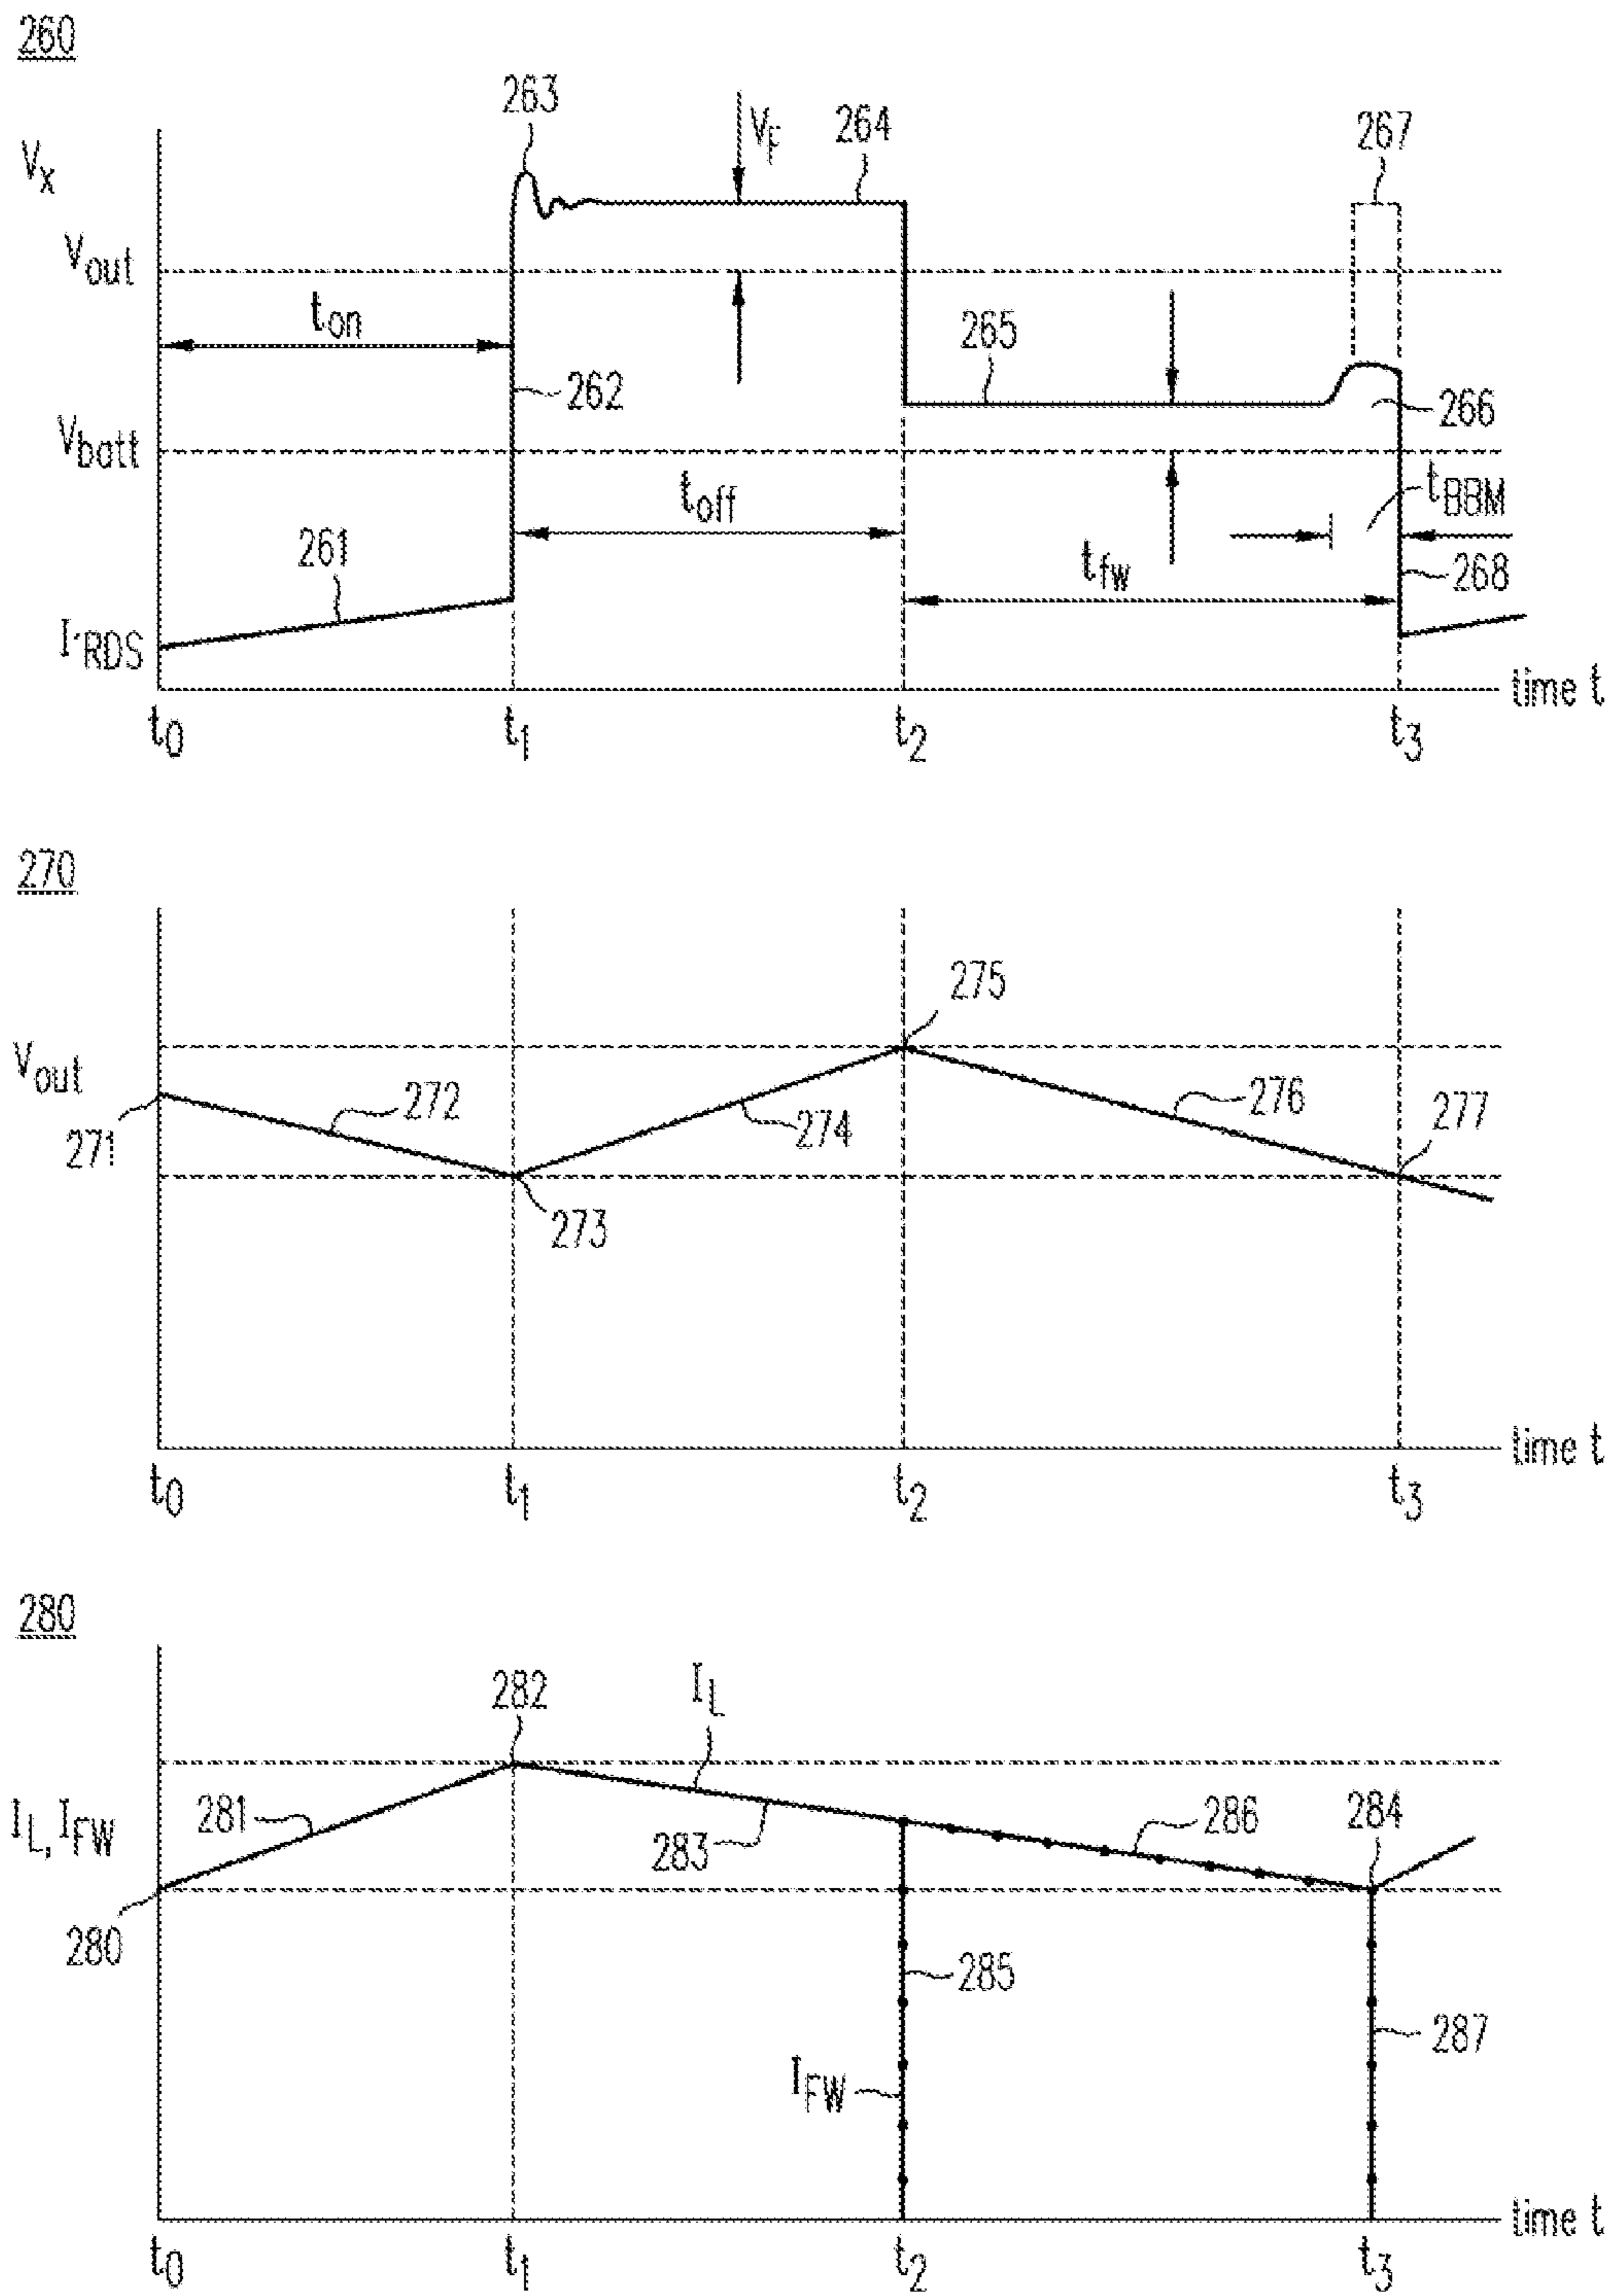 260
263
VF
264
267
Vx
Vout
ton
265
262
266
Vbatt
toff
tBBM
261
tfw
268
I·RDS
time t
t0
t1
t2
t3
270
275
Vout
272
276
277
271
274
273
time t
t0
t1
t2
t3
280
282
IL
281
286
284
IL, IFW
283
280
285
287
IFW
time t
t0
t1
t2
t3